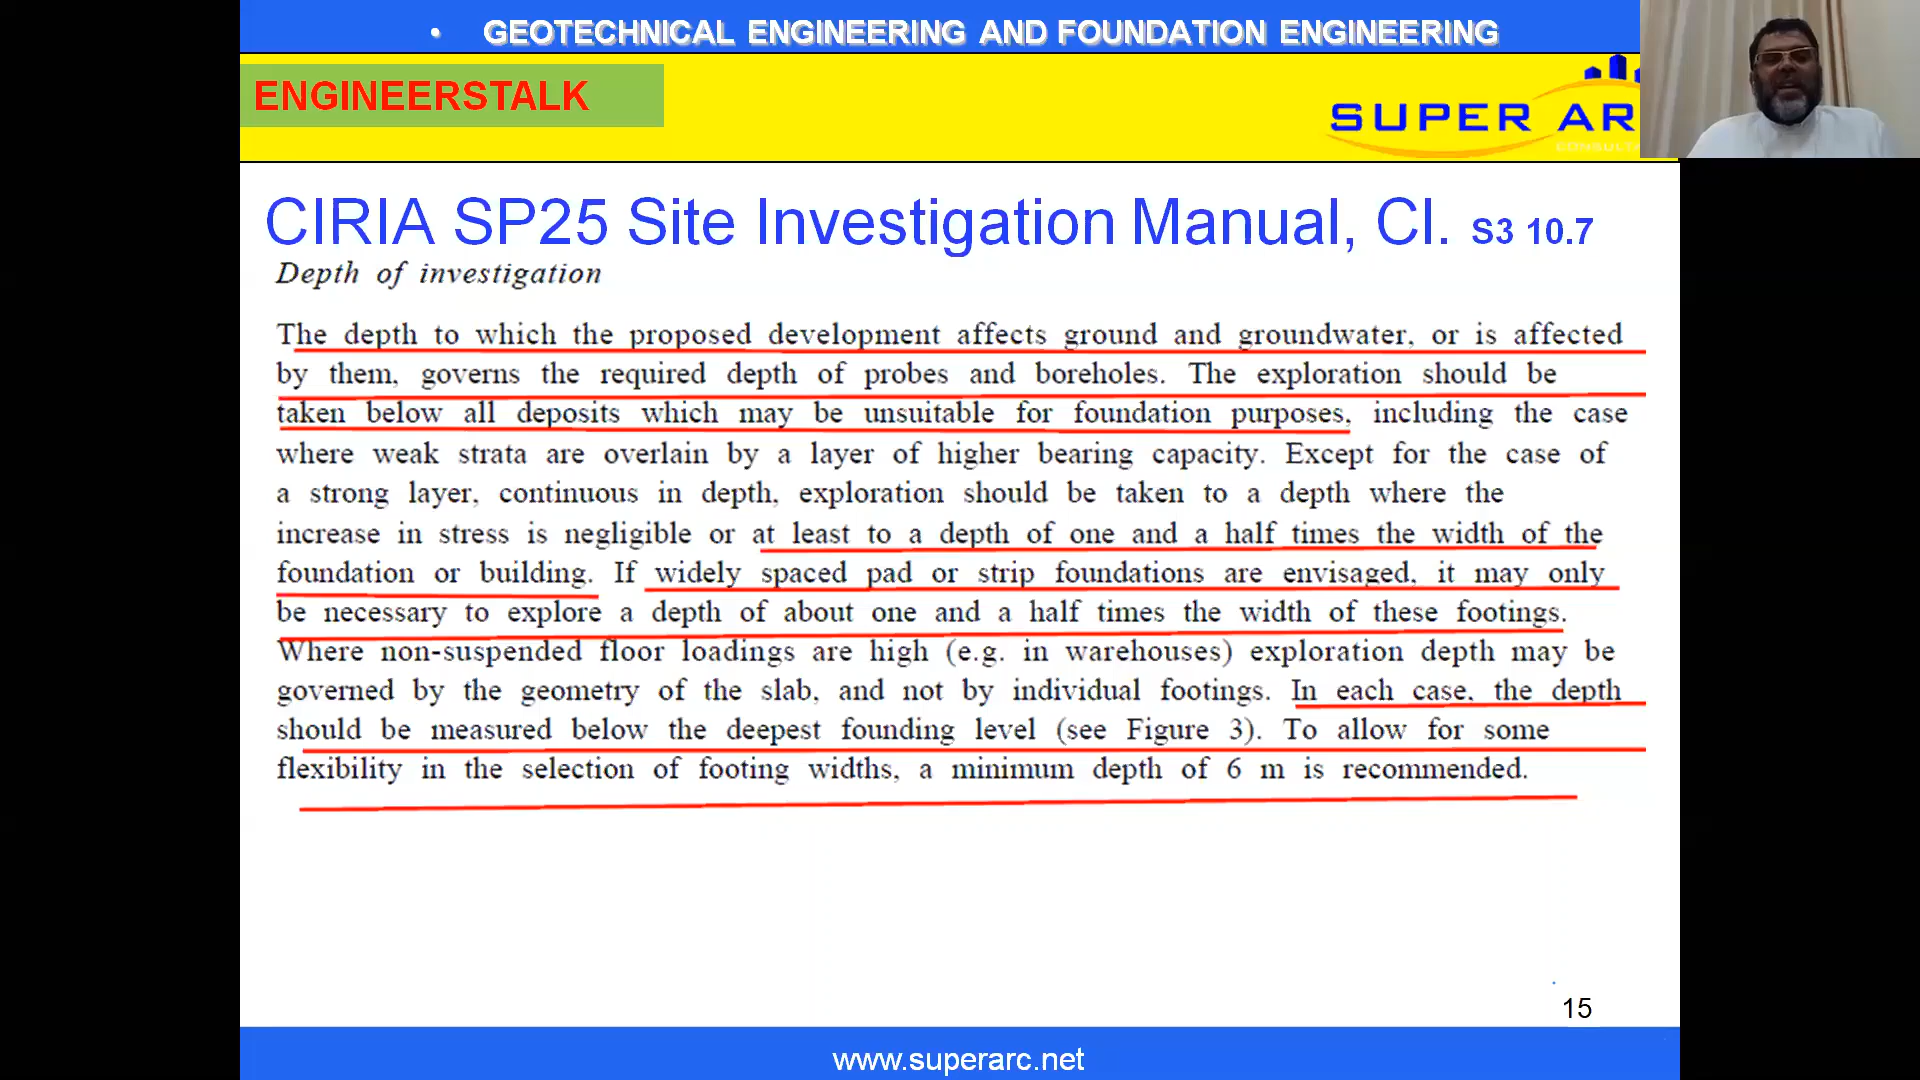 • GEOTECHNICAL ENGINEERING AND FOUNDATION ENGINEERING
ENGINEERSTALK
SUPER AR
CIRIA SP25 Site Investigation Manual, Cl. S3 10.7
Depth of investigation
The depth to which the proposed development affects ground and groundwater, or is affected
by them, governs the required depth of probes and boreholes. The exploration should be
taken below all deposits which may be unsuitable for foundation purposes, including the case
where weak strata are overlain by a layer of higher bearing capacity. Except for the case of
a strong layer, continuous in depth, exploration should be taken to a depth where the
increase in stress is negligible or at least to a depth of one and a half times the width of the
foundation or building. If widely spaced pad or strip foundations are envisaged, it may only
be necessary to explore a depth of about one and a half times the width of these footings.
Where non-suspended floor loadings are high (e.g. in warehouses) exploration depth may be
governed by the geometry of the slab, and not by individual footings. In each case, the depth
should be measured below the deepest founding level (see Figure 3). To allow for some
flexibility in the selection of footing widths, a minimum depth of 6 m is recommended.
15
www.superarc.net